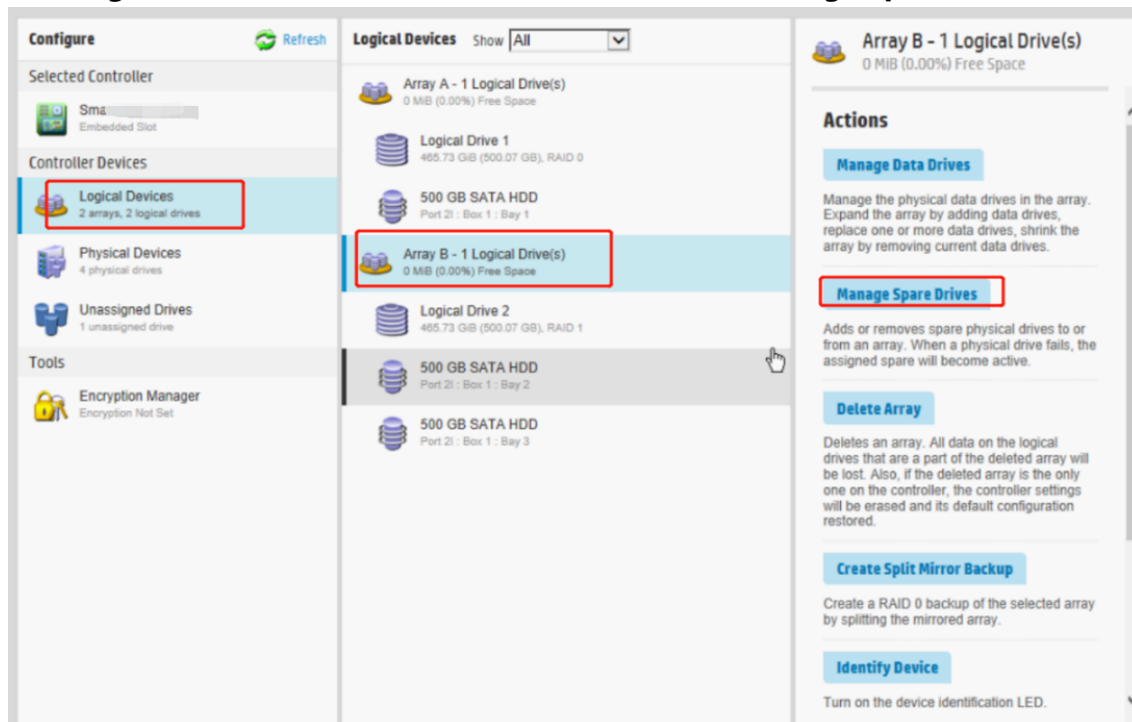 Configure
Refresh
Selected Controller
Sma
Embedded Slot
Controller Devices
Logical Devices
2 arrays, 2 logical drives
Physical Devices
4 physical drives
Unassigned Drives
1 unassigned drive
Tools
Encryption Manager
Encryption Not Set
Logical Devices Show All
Array A - 1 Logical Drive(s)
0 MiB (0.00%) Free Space
Logical Drive 1
465.73 GiB (500.07 GB), RAID 0
500 GB SATA HDD
Port 2I : Box 1 : Bay 1
Array B - 1 Logical Drive(s)
0 MiB (0.00%) Free Space
Logical Drive 2
465.73 GiB (500.07 GB), RAID 1
500 GB SATA HDD
Port 2I : Box 1 : Bay 2
500 GB SATA HDD
Port 2I : Box 1 : Bay 3
Array B - 1 Logical Drive(s)
0 MiB (0.00%) Free Space
Actions
Manage Data Drives
Manage the physical data drives in the array.
Expand the array by adding data drives,
replace one or more data drives, shrink the
array by removing current data drives.
Manage Spare Drives
Adds or removes spare physical drives to or
from an array. When a physical drive fails, the
assigned spare will become active.
Delete Array
Deletes an array. All data on the logical
drives that are a part of the deleted array will
be lost. Also, if the deleted array is the only
one on the controller, the controller settings
will be erased and its default configuration
restored.
Create Split Mirror Backup
Create a RAID 0 backup of the selected array
by splitting the mirrored array.
Identify Device
Turn on the device identification LED.